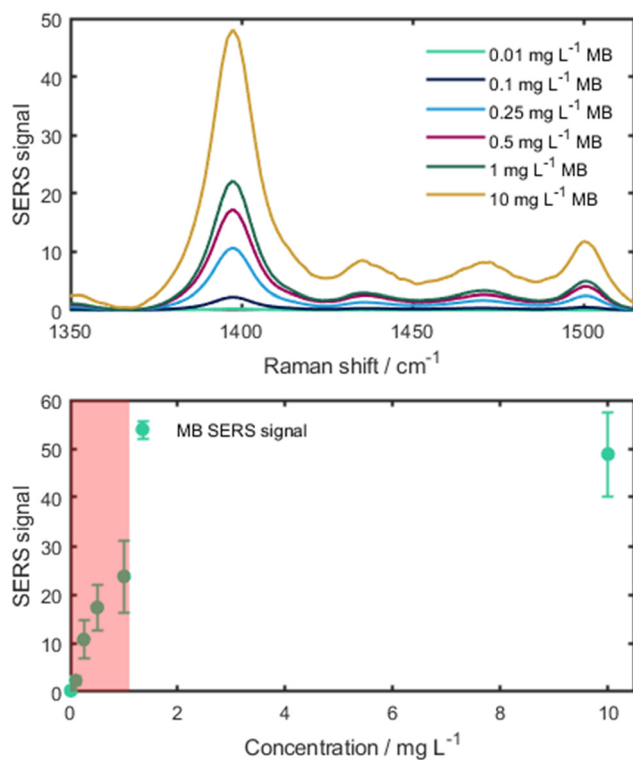 50
40
30
20
10
0
SERS signal
0.01 mg L⁻¹ MB
0.1 mg L⁻¹ MB
0.25 mg L⁻¹ MB
0.5 mg L⁻¹ MB
1 mg L⁻¹ MB
10 mg L⁻¹ MB
1350 1400 1450 1500
Raman shift / cm⁻¹
60
50
40
30
20
10
0
SERS signal
MB SERS signal
0 2 4 6 8 10
Concentration / mg L⁻¹